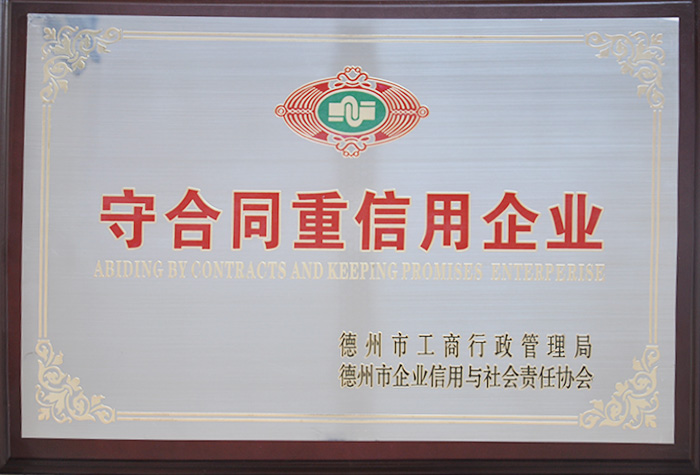 守合同重信用企业
ABIDING BY CONTRACTS AND KEEPING PROMISES ENTERPERISE
德州市工商行政管理局
德州市企业信用与社会责任协会